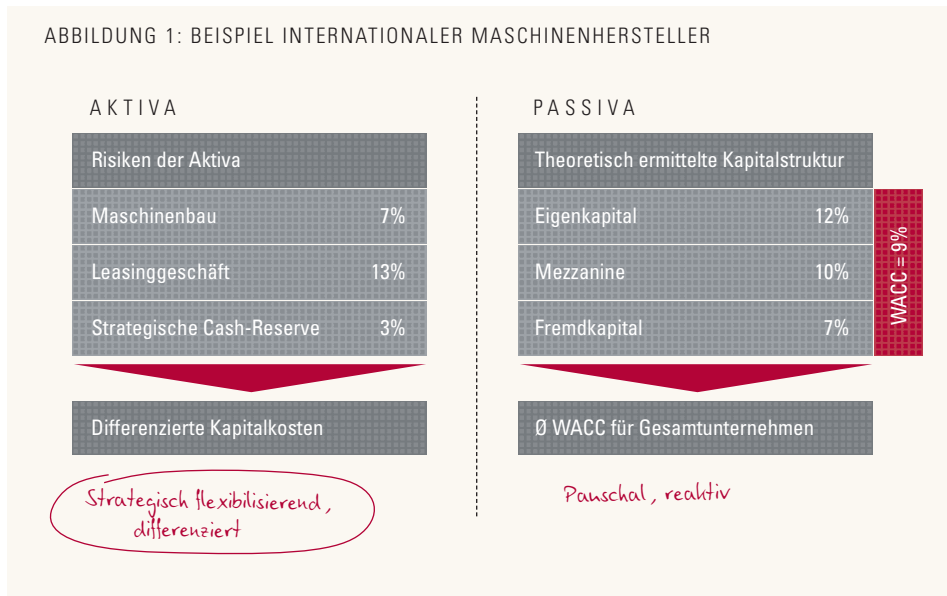 ABBILDUNG 1: BEISPIEL INTERNATIONALER MASCHINENHERSTELLER
AKTIVA
Risiken der Aktiva
Maschinenbau 7%
Leasinggeschäft 13%
Strategische Cash-Reserve 3%
Differenzierte Kapitalkosten
Strategisch flexibilisierend,
differenziert
PASSIVA
Theoretisch ermittelte Kapitalstruktur
Eigenkapital 12%
Mezzanine 10%
Fremdkapital 7%
WACC = 9%
Ø WACC für Gesamtunternehmen
Pauschal, reaktiv